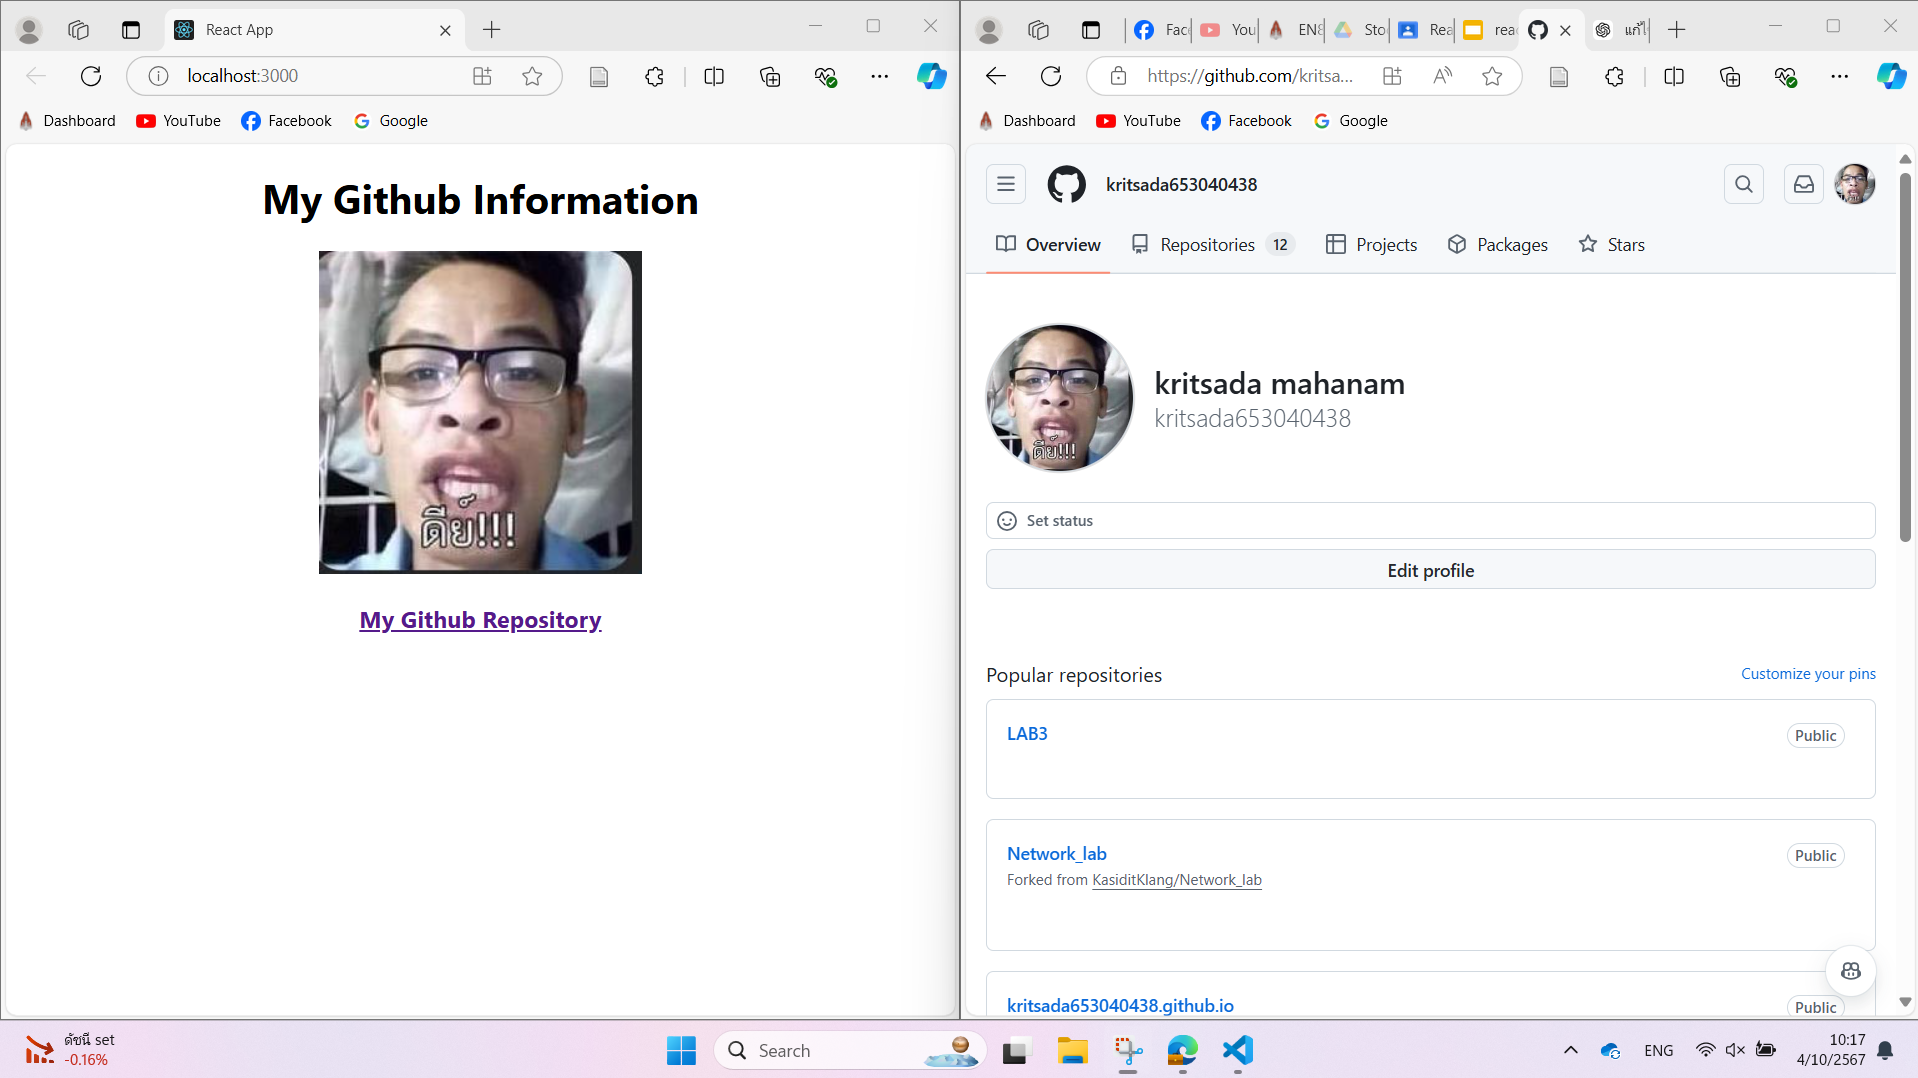 React App
localhost:3000
Dashboard YouTube Facebook Google
My Github Information
ดีย์!!!
My Github Repository
Fac You EN8 Sto Rea rea แก้ไ
https://github.com/kritsa...
Dashboard YouTube Facebook Google
kritsada653040438
Overview Repositories 12 Projects Packages Stars
kritsada mahanam
kritsada653040438
ดีย์!!!
Set status
Edit profile
Popular repositories Customize your pins
LAB3 Public
Network_lab Public
Forked from KasiditKlang/Network_lab
kritsada653040438.github.io Public
ดัชนี set
-0.16%
Search
ENG
10:17
4/10/2567